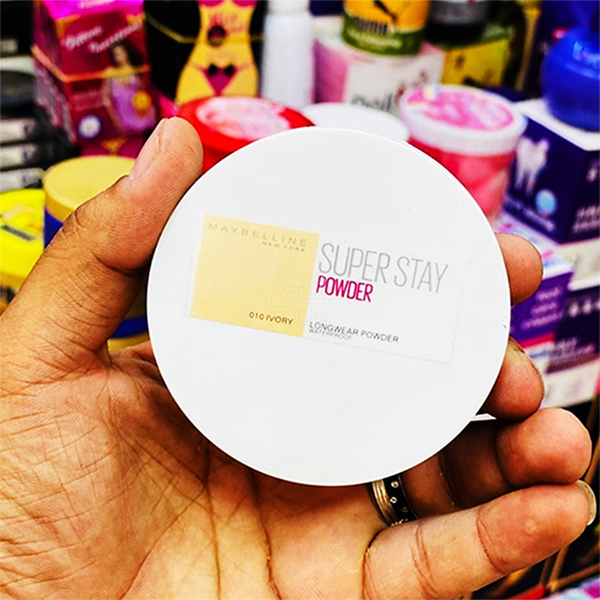 MAYBELLINE
NEW YORK
SUPER STAY
POWDER
010 IVORY
LONGWEAR POWDER
WATERPROOF